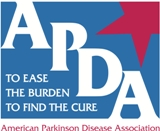 APDA
TO EASE
THE BURDEN
TO FIND THE CURE
American Parkinson Disease Association